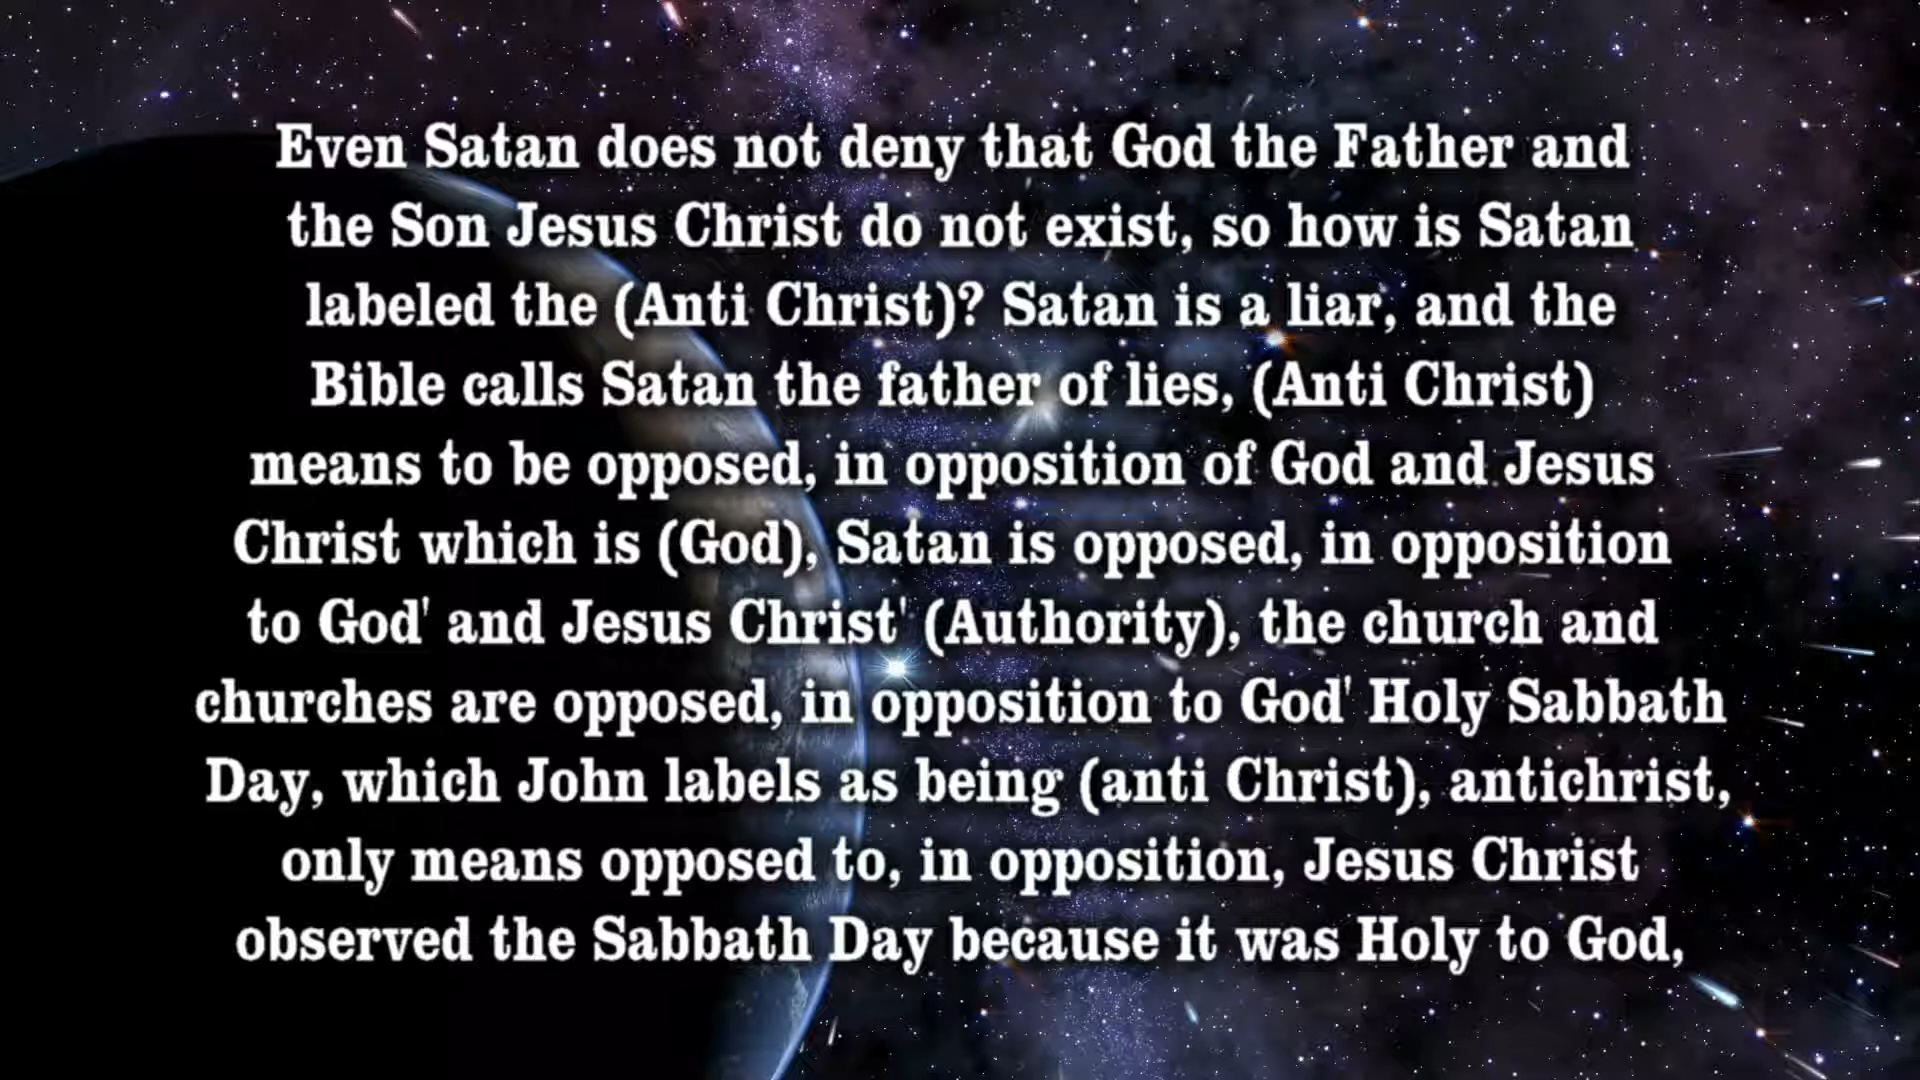 Even Satan does not deny that God the Father and
the Son Jesus Christ do not exist, so how is Satan
labeled the (Anti Christ)? Satan is a liar, and the
Bible calls Satan the father of lies, (Anti Christ)
means to be opposed, in opposition of God and Jesus
Christ which is (God), Satan is opposed, in opposition
to God' and Jesus Christ' (Authority), the church and
churches are opposed, in opposition to God' Holy Sabbath
Day, which John labels as being (anti Christ), antichrist,
only means opposed to, in opposition, Jesus Christ
observed the Sabbath Day because it was Holy to God,